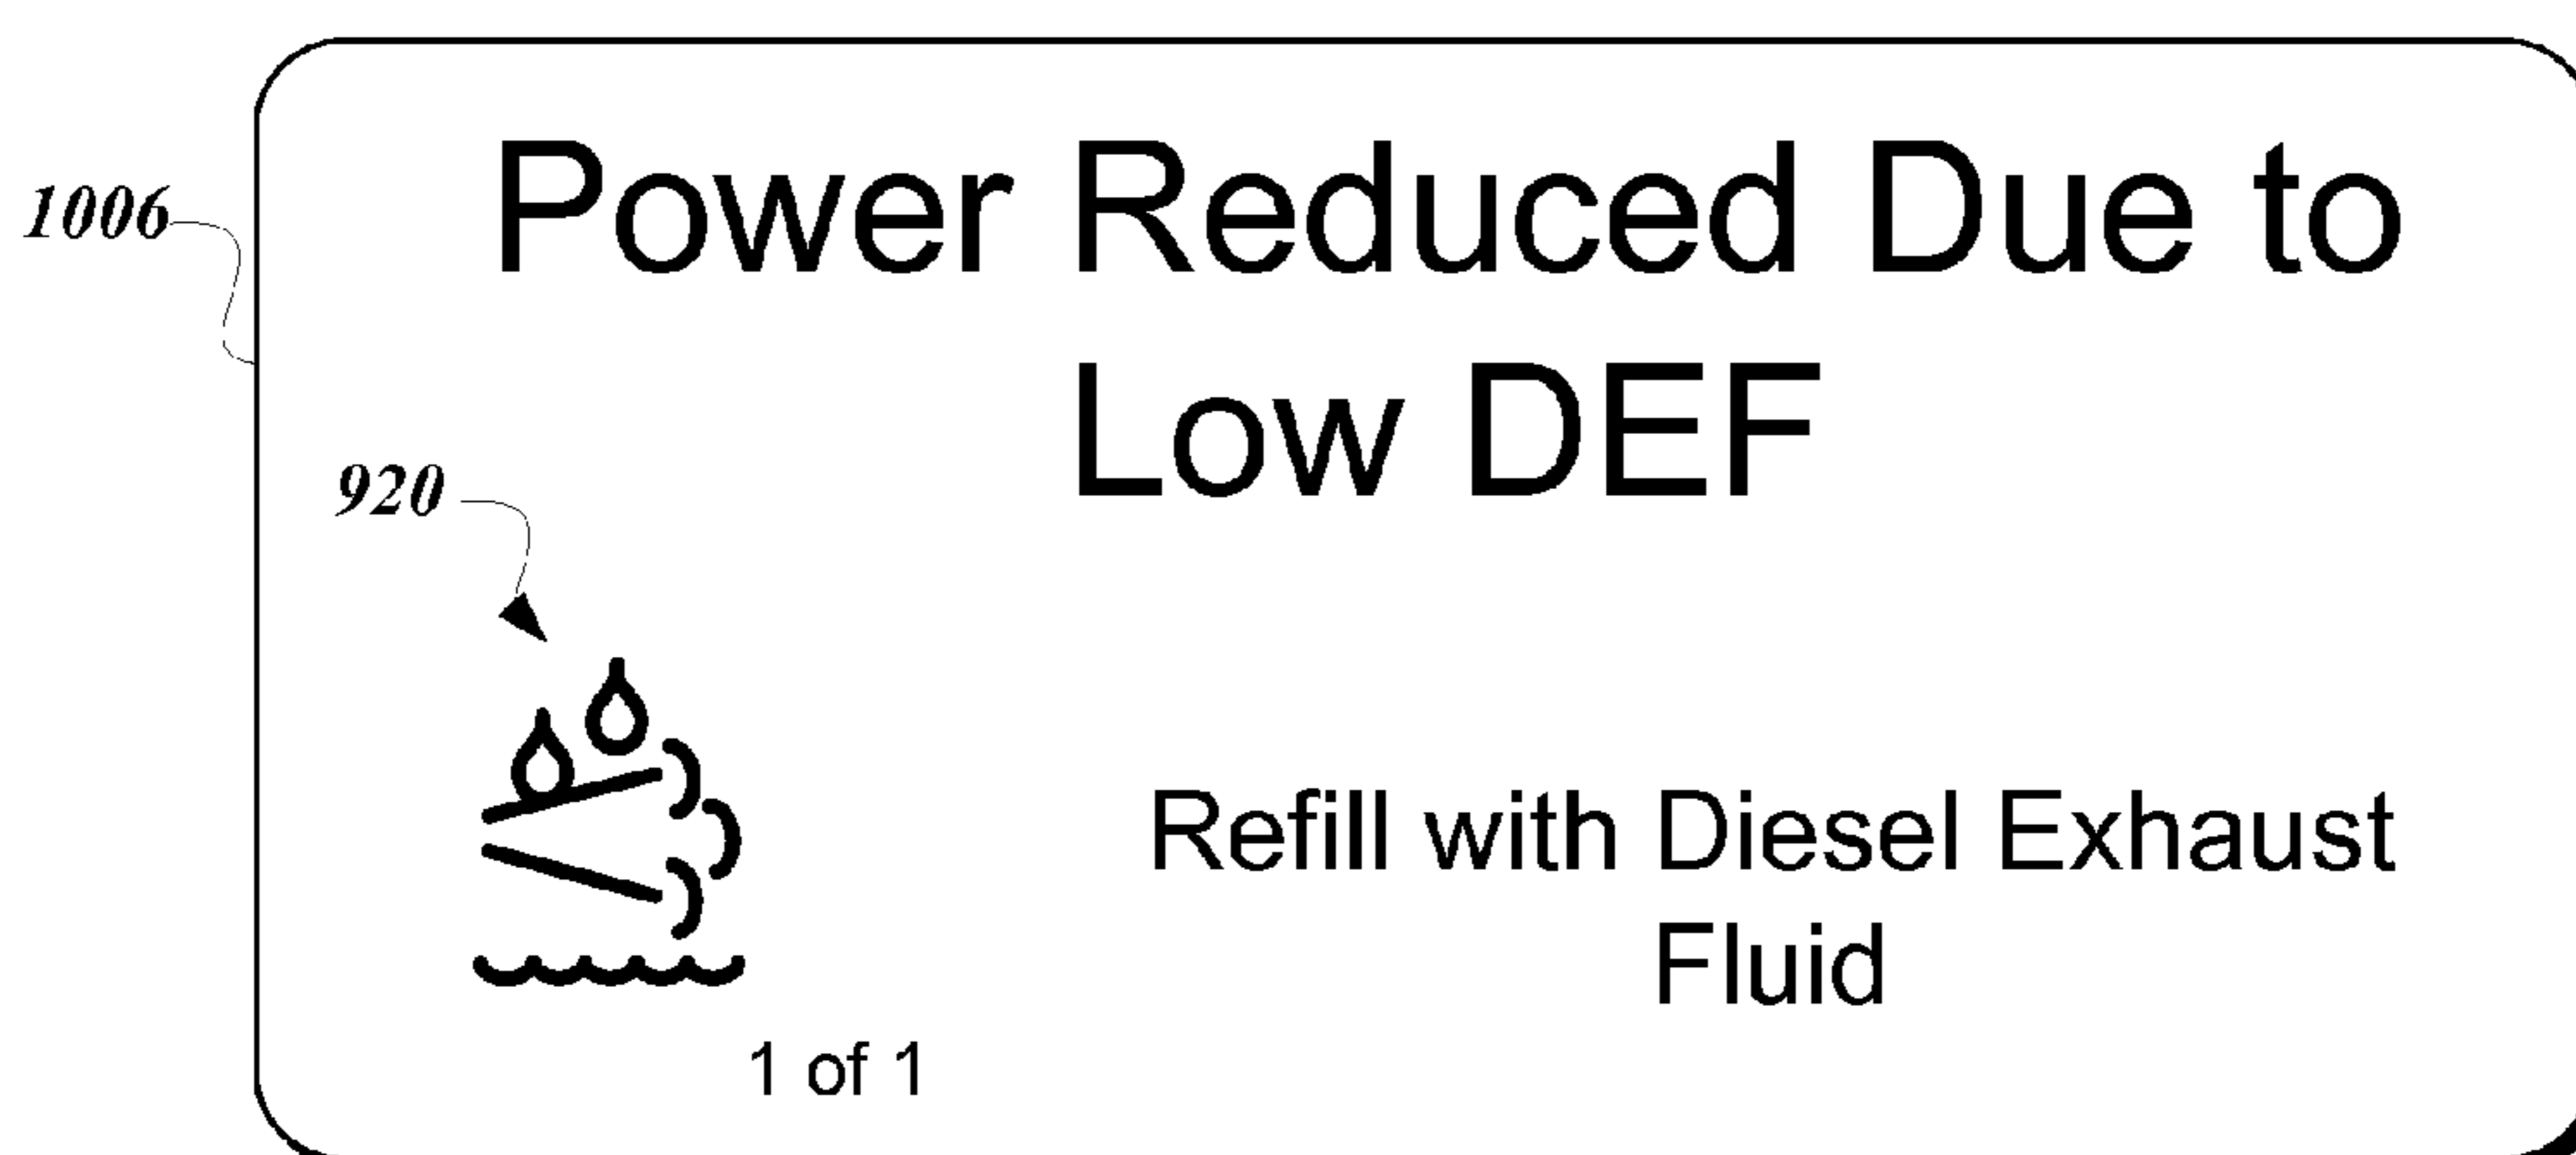 Power Reduced Due to
1006
Low DEF
920
Refill with Diesel Exhaust
Fluid
1 of 1